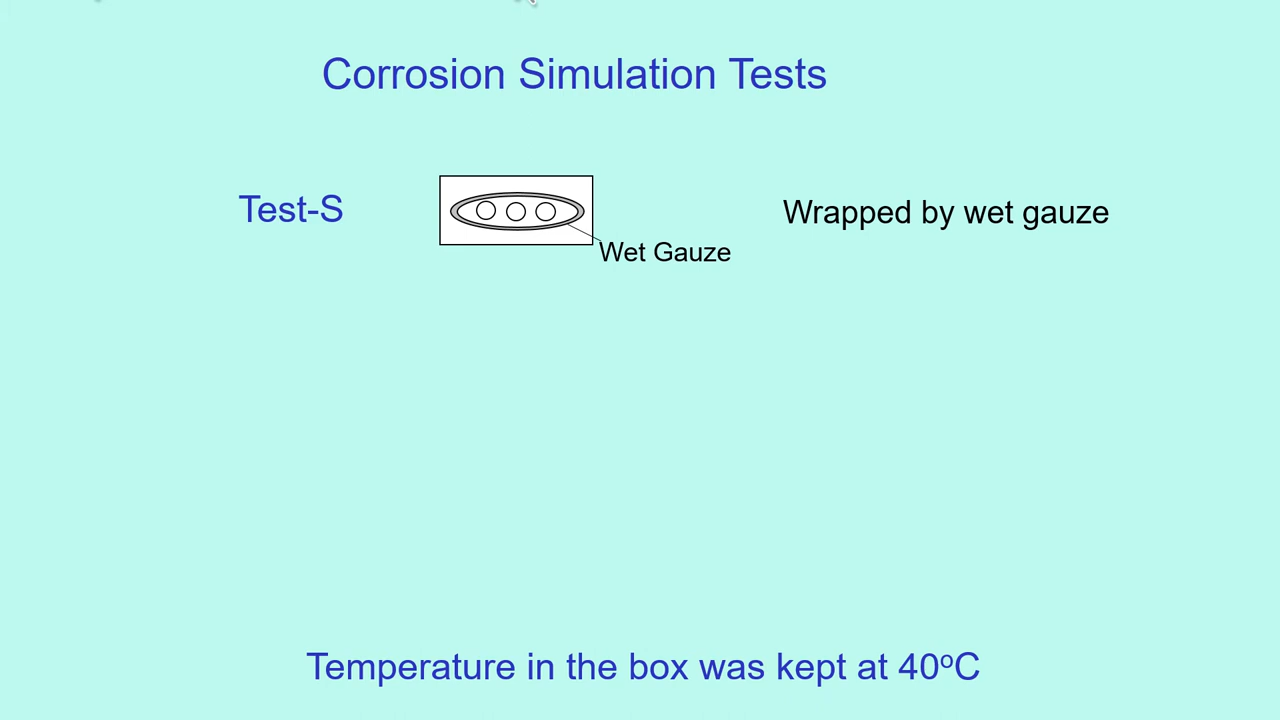 Corrosion Simulation Tests
Test-S
Wrapped by wet gauze
Wet Gauze
Temperature in the box was kept at 40ºC